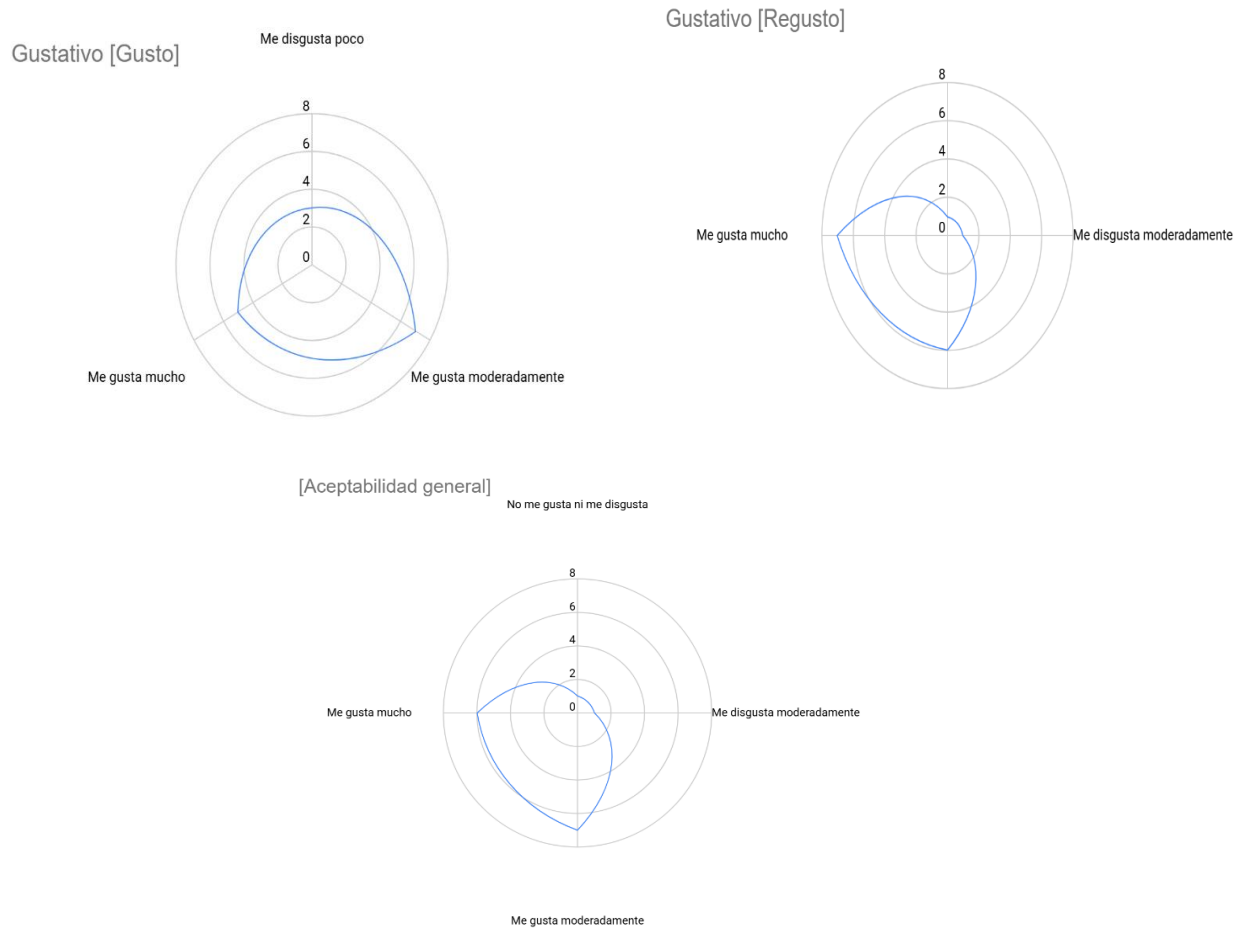 Gustativo [Gusto]
Me disgusta poco
8
6
4
2
0
Me gusta mucho
Me gusta moderadamente
Gustativo [Regusto]
8
6
4
2
0
Me gusta mucho
Me disgusta moderadamente
[Aceptabilidad general]
No me gusta ni me disgusta
8
6
4
2
0
Me gusta mucho
Me disgusta moderadamente
Me gusta moderadamente